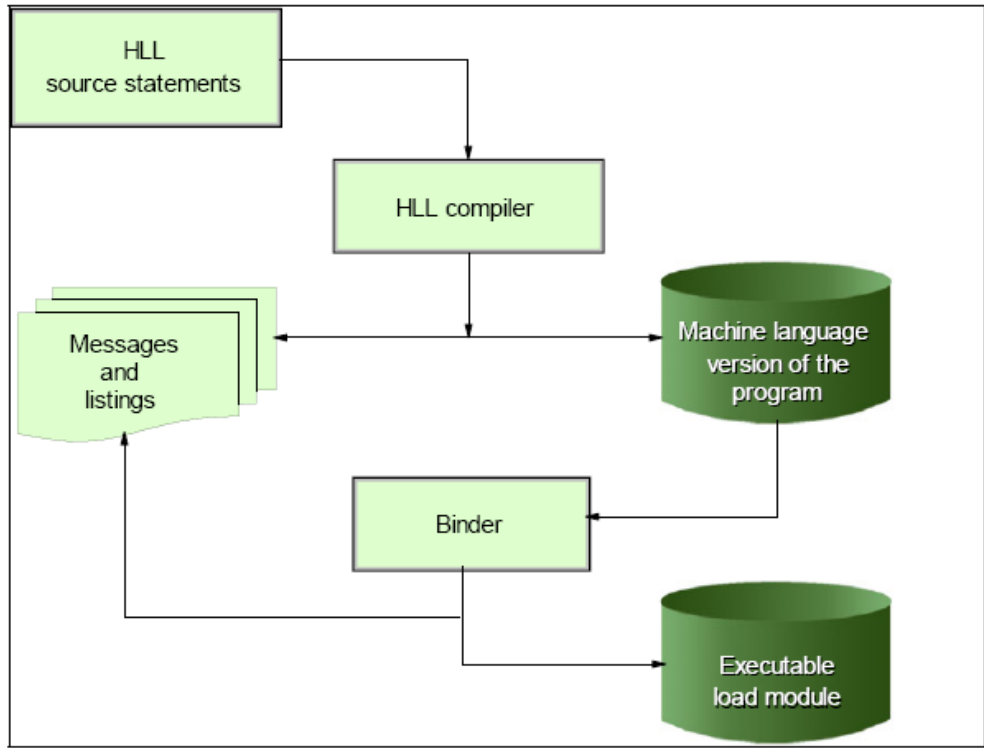 HLL
source statements
HLL compiler
Messages
and
listings
Machine language
version of the
program
Binder
Executable
load module